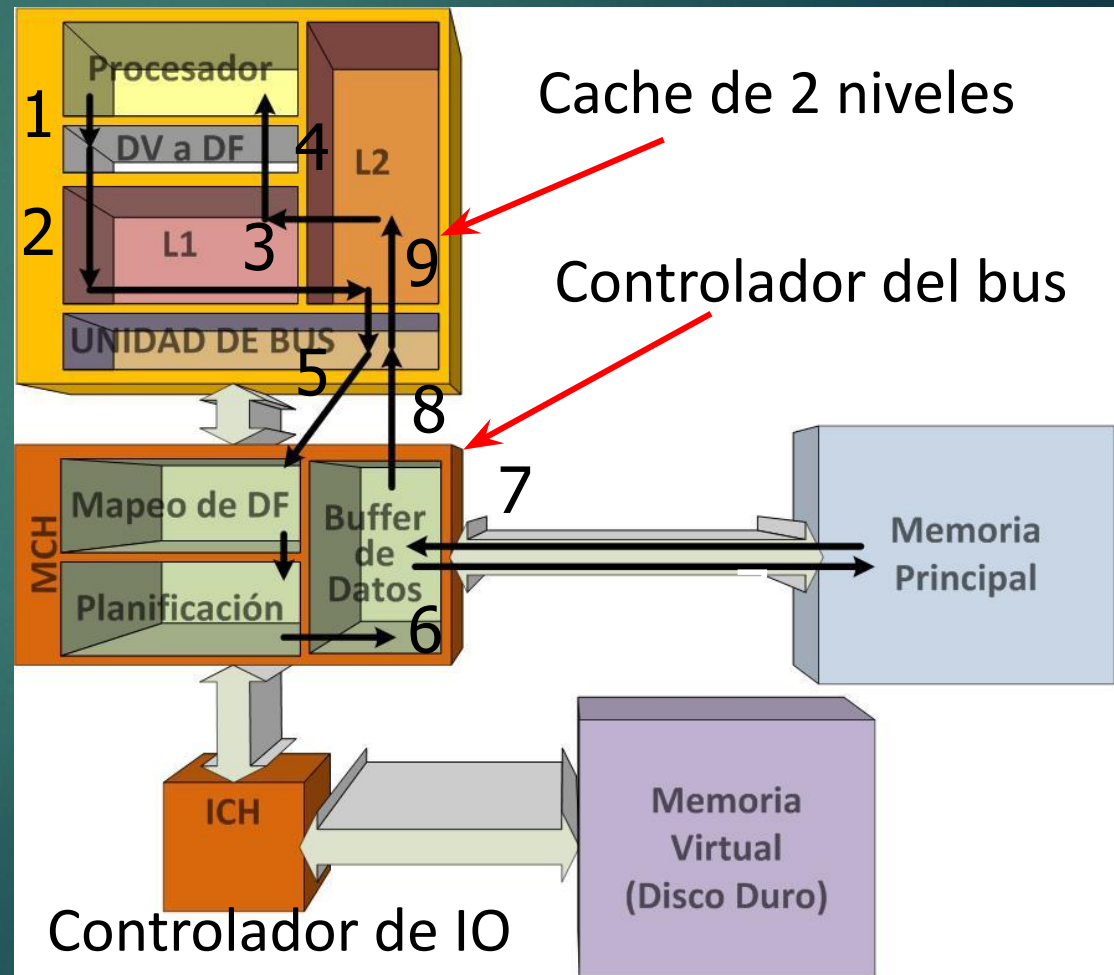 Procesador
1
DV a DF
4
L2
2
L1
3
9
UNIDAD DE BUS
5
8
Cache de 2 niveles
Controlador del bus
MCH
Mapeo de DF
Buffer
de
Datos
Planificación
6
7
Memoria
Principal
ICH
Memoria
Virtual
(Disco Duro)
Controlador de IO